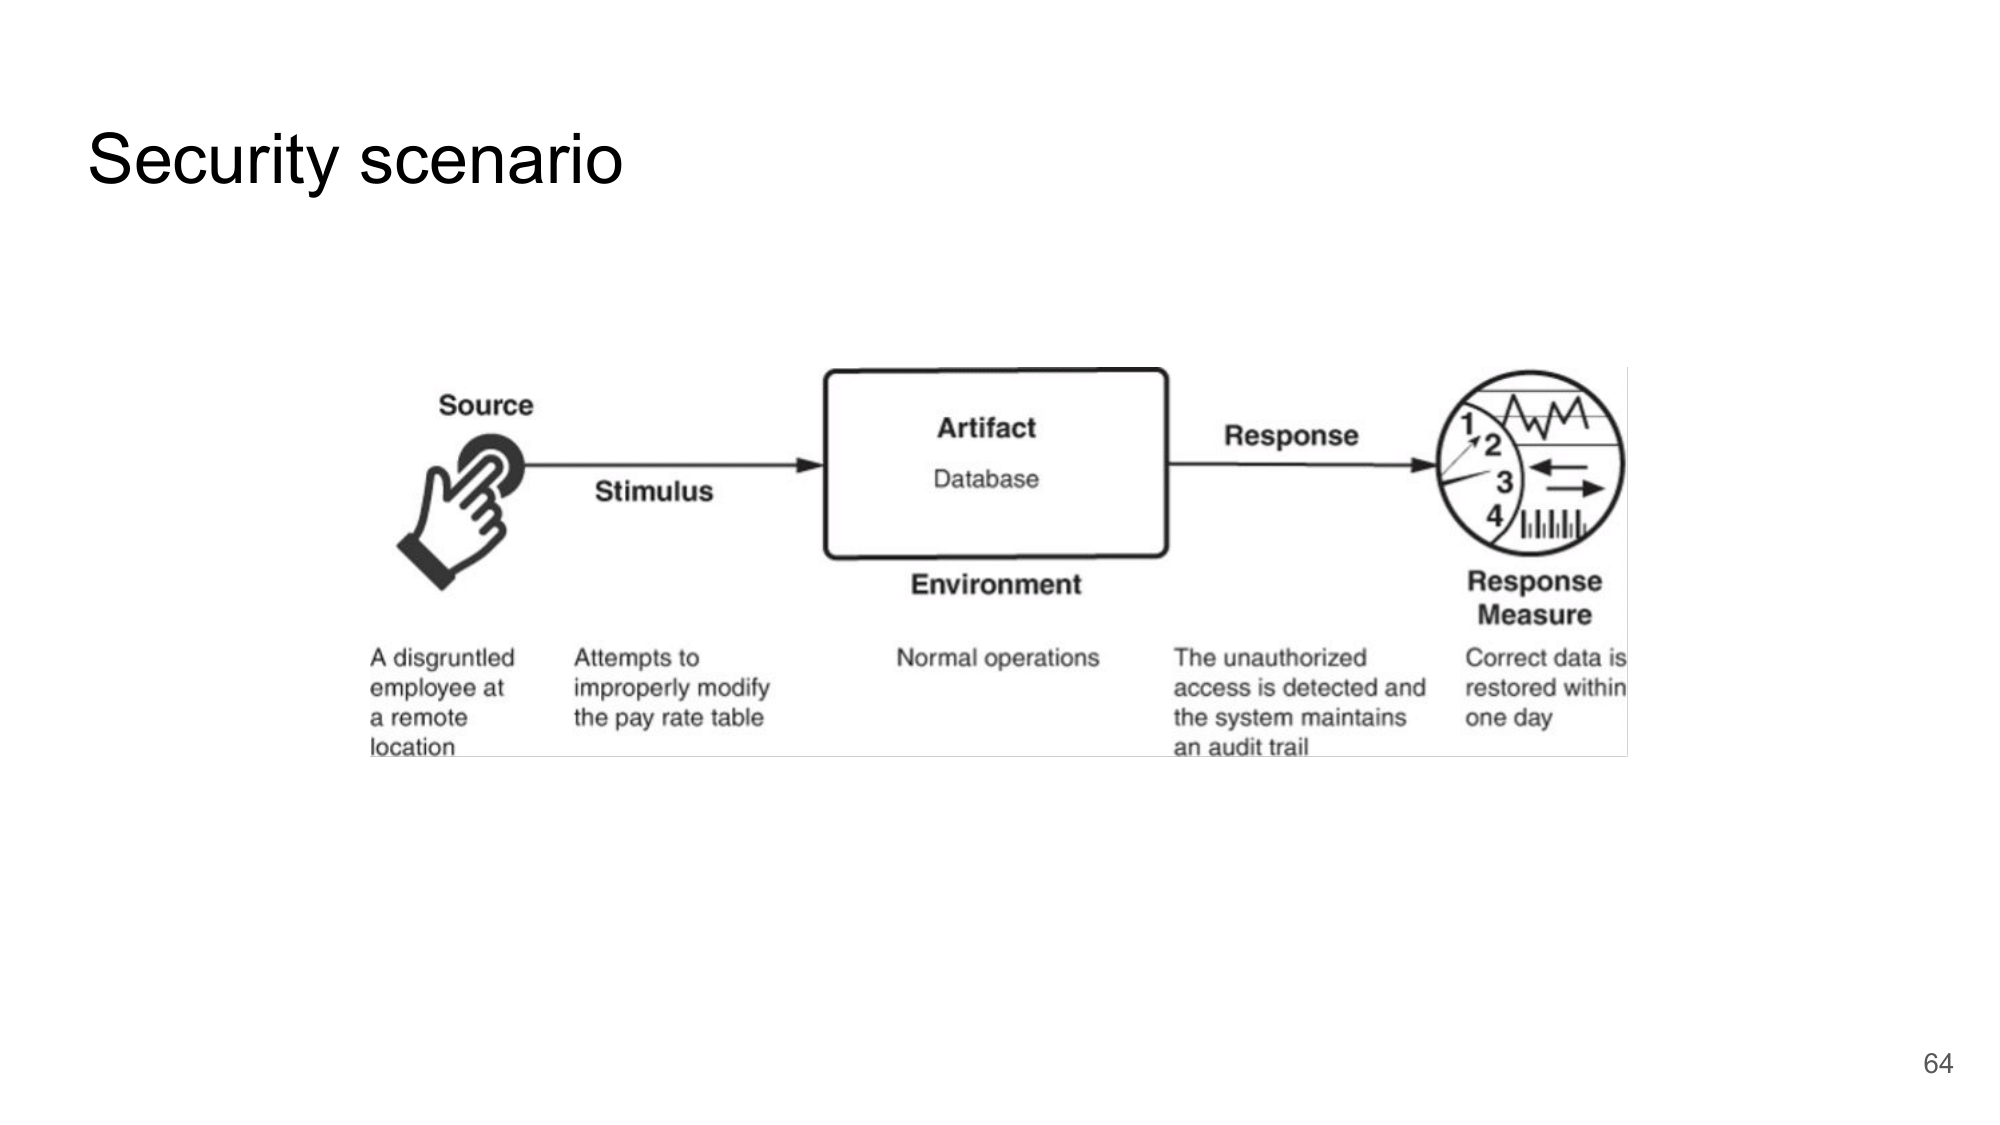 Security scenario
Source
Stimulus
Artifact
Database
Environment
Response
1
2
3
4
Response
Measure
A disgruntled
employee at
a remote
location
Attempts to
improperly modify
the pay rate table
Normal operations
The unauthorized
access is detected and
the system maintains
an audit trail
Correct data is
restored within
one day
64